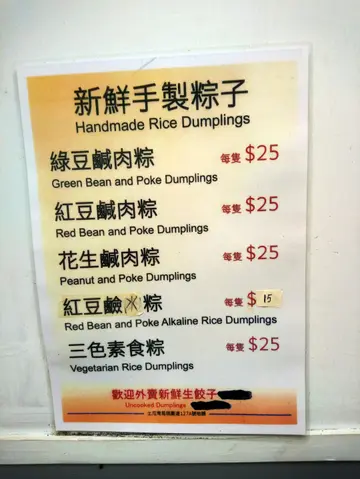 新鮮手製粽子
Handmade Rice Dumplings
綠豆鹹肉粽 每隻 $25
Green Bean and Poke Dumplings
紅豆鹹肉粽 每隻 $25
Red Bean and Poke Dumplings
花生鹹肉粽 每隻 $25
Peanut and Poke Dumplings
紅豆鹼粽 每隻 $15
Red Bean and Poke Alkaline Rice Dumplings
三色素食粽 每隻 $25
Vegetarian Rice Dumplings
歡迎外賣新鮮生餃子
Uncooked Dumplings